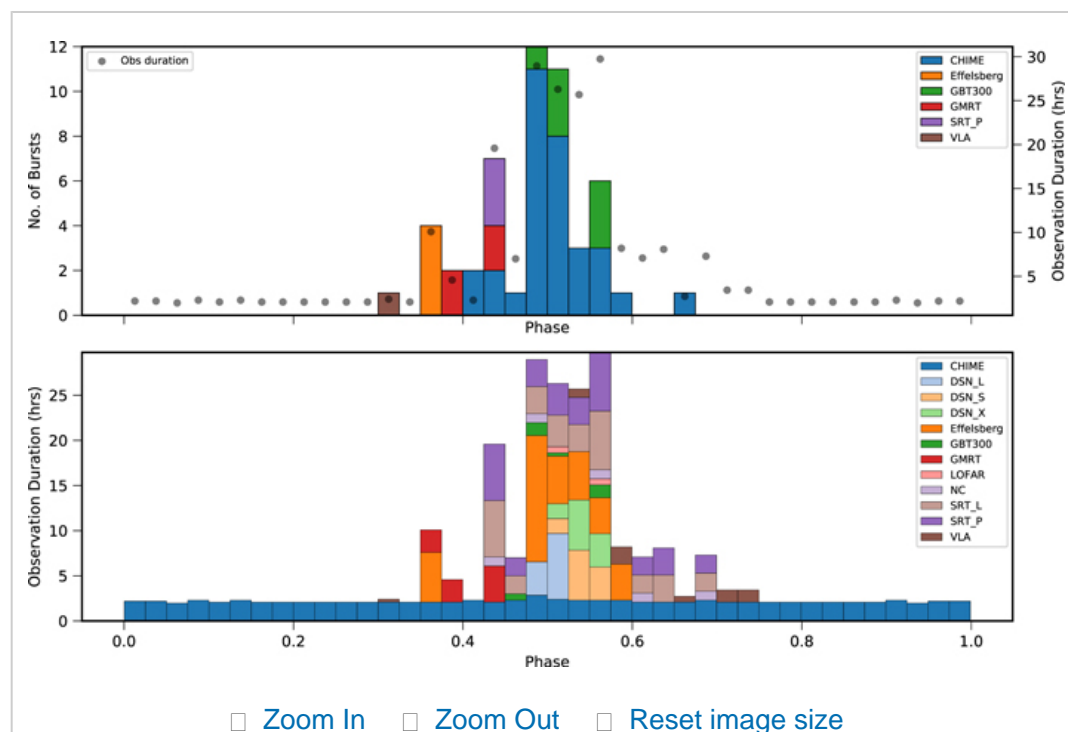 12
10
8
6
4
2
0
No. of Bursts
Obs duration
CHIME
Effelsberg
GBT300
GMRT
SRT_P
VLA
30
25
20
15
10
5
Observation Duration (hrs)
Phase
25
20
15
10
5
0
Observation Duration (hrs)
CHIME
DSN_L
DSN_S
DSN_X
Effelsberg
GBT300
GMRT
LOFAR
NC
SRT_L
SRT_P
VLA
0.0 0.2 0.4 0.6 0.8 1.0
Phase
Zoom In Zoom Out Reset image size